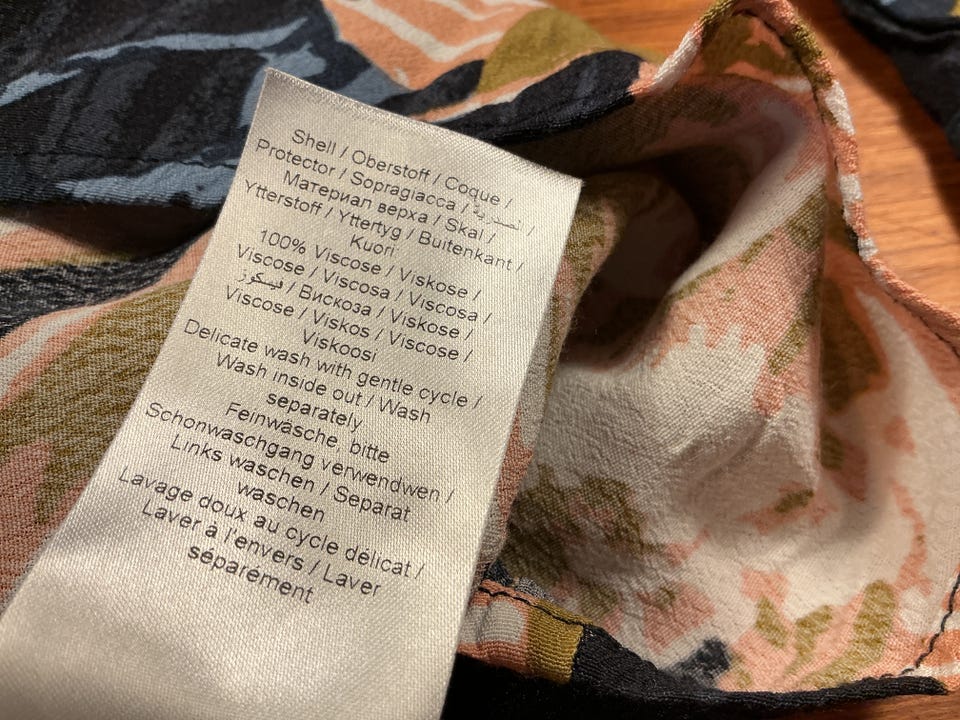 Shell / Oberstoff / Coque /
Protector / Sopragiacca / تصدرية /
Материал верха / Skal /
Ytterstoff / Yttertyg / Buitenkant /
Kuori
100% Viscose / Viskose /
Viscose / Viscosa / Viscosa /
فيسكوز / Вискоза / Viskose /
Viscose / Viskos / Viscose /
Viskoosi
Delicate wash with gentle cycle /
Wash inside out / Wash
separately
Feinwäsche, bitte
Schonwaschgang verwendwen /
Links waschen / Separat
waschen
Lavage doux au cycle délicat /
Laver à l'envers / Laver
séparément